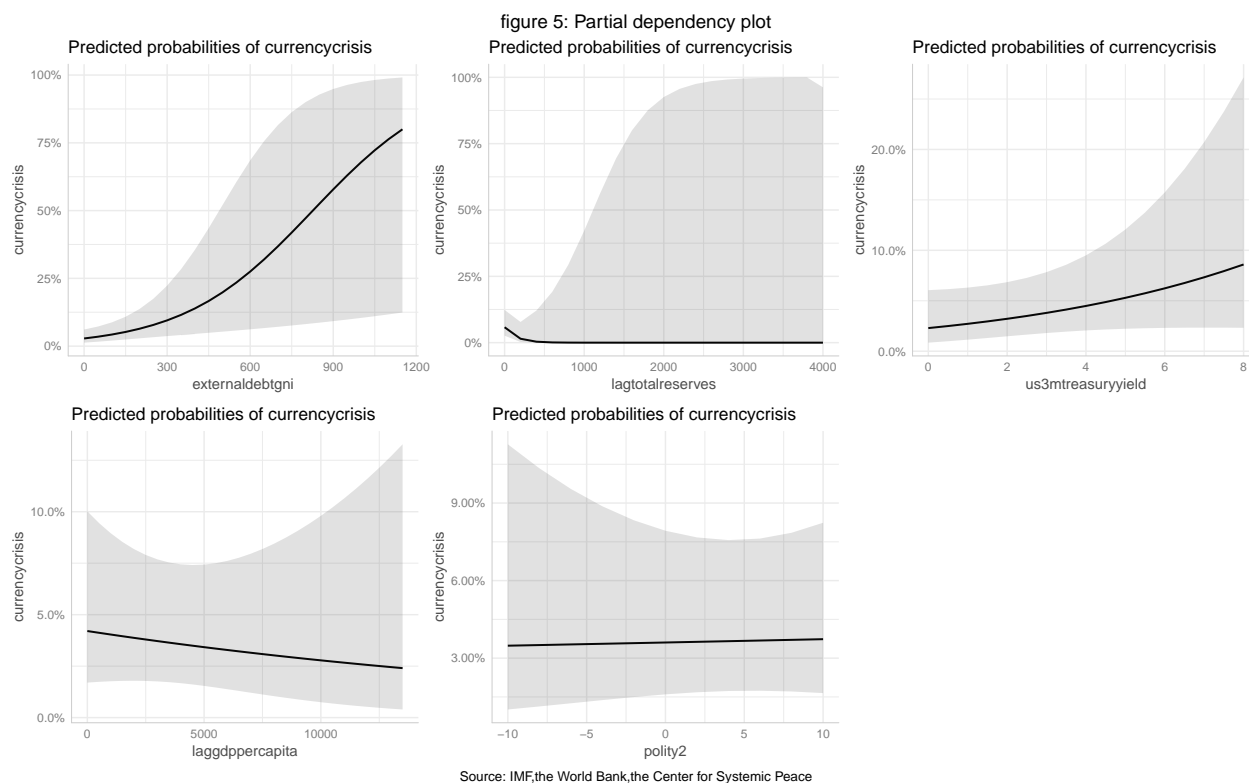 figure 5: Partial dependency plot
Predicted probabilities of currencycrisis
100%
75%
50%
25%
0%
currencycrisis
0 300 600 900 1200
externaldebtgni
Predicted probabilities of currencycrisis
100%
75%
50%
25%
0%
currencycrisis
0 1000 2000 3000 4000
lagtotalreserves
Predicted probabilities of currencycrisis
20.0%
10.0%
0.0%
currencycrisis
0 2 4 6 8
us3mtreasuryyield
Predicted probabilities of currencycrisis
10.0%
5.0%
0.0%
currencycrisis
0 5000 10000
laggdppercapita
Predicted probabilities of currencycrisis
9.00%
6.00%
3.00%
currencycrisis
−10 −5 0 5 10
polity2
Source: IMF,the World Bank,the Center for Systemic Peace